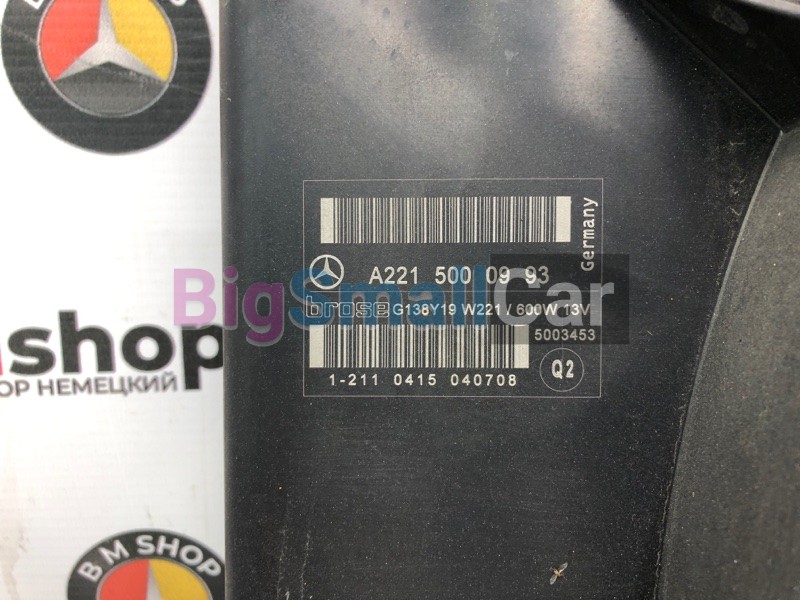 B M SHOP
Germany
A221 500 09 93
BigSmallCar
brose G138Y19 W221 / 600W 13V
5003453
mshop
ОР НЕМЕЦКИЙ
1-211 0415 040708
Q2
B M SHOP